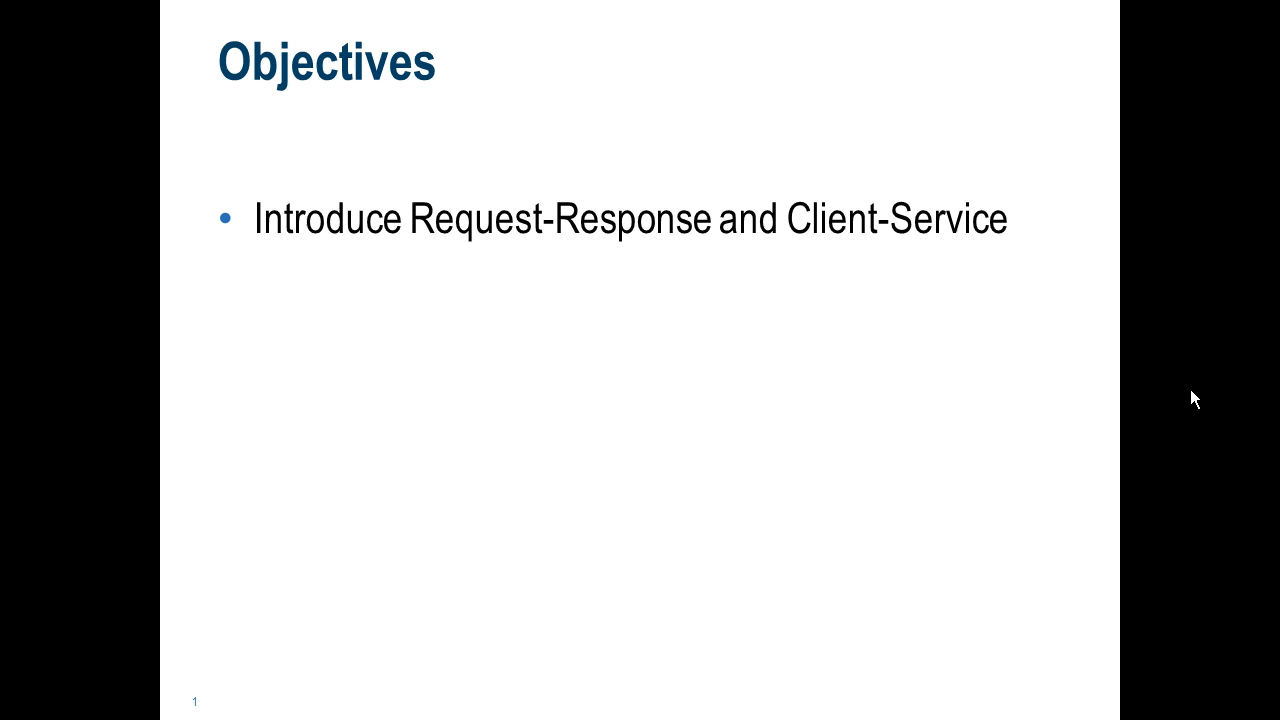 Objectives
• Introduce Request-Response and Client-Service
1